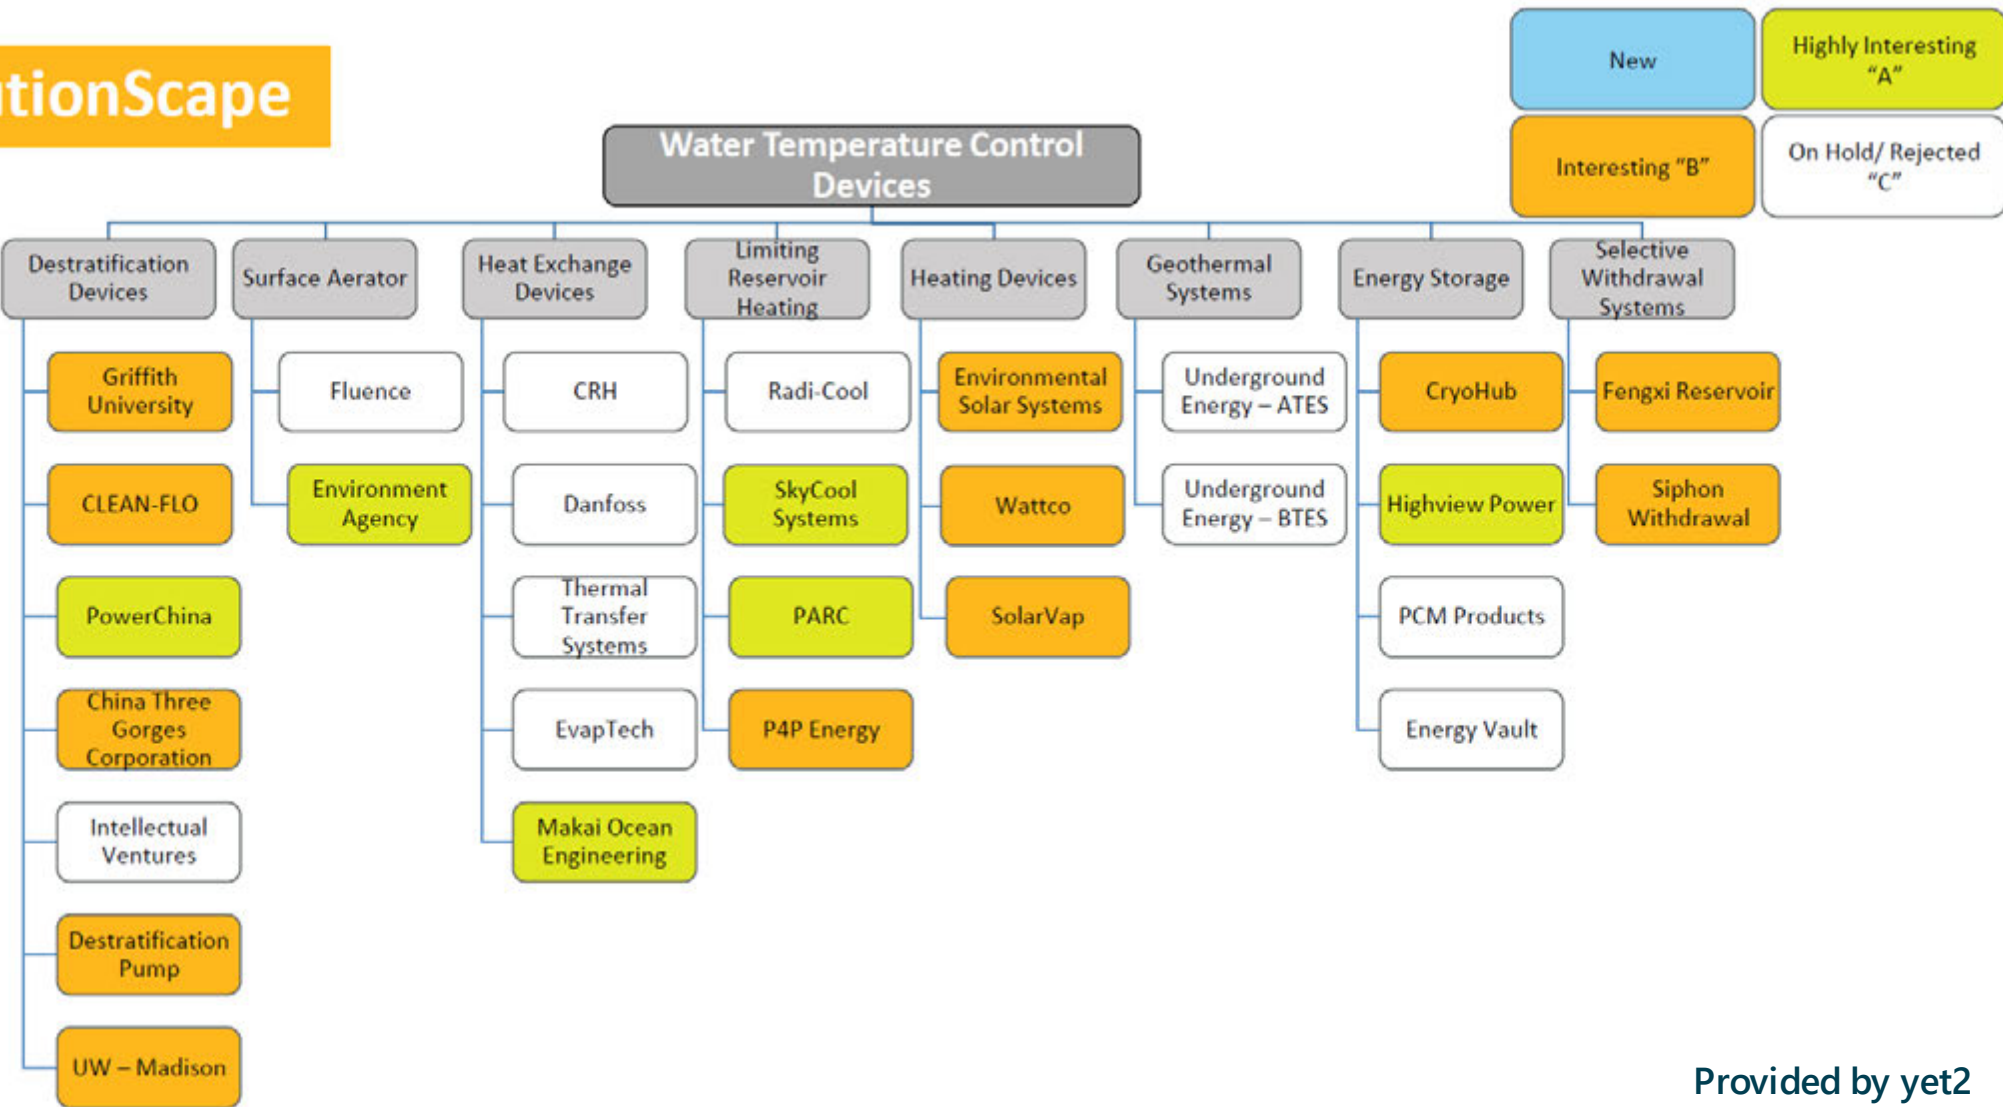 utionScape
New
Highly Interesting
"A"
Interesting "B"
On Hold/ Rejected
"C"
Water Temperature Control
Devices
Destratification
Devices
Surface Aerator
Heat Exchange
Devices
Limiting
Reservoir
Heating
Heating Devices
Geothermal
Systems
Energy Storage
Selective
Withdrawal
Systems
Griffith
University
CLEAN-FLO
PowerChina
China Three
Gorges
Corporation
Intellectual
Ventures
Destratification
Pump
UW – Madison
Fluence
Environment
Agency
CRH
Danfoss
Thermal
Transfer
Systems
EvapTech
Makai Ocean
Engineering
Radi-Cool
SkyCool
Systems
PARC
P4P Energy
Environmental
Solar Systems
Wattco
SolarVap
Underground
Energy – ATES
Underground
Energy – BTES
CryoHub
Highview Power
PCM Products
Energy Vault
Fengxi Reservoir
Siphon
Withdrawal
Provided by yet2